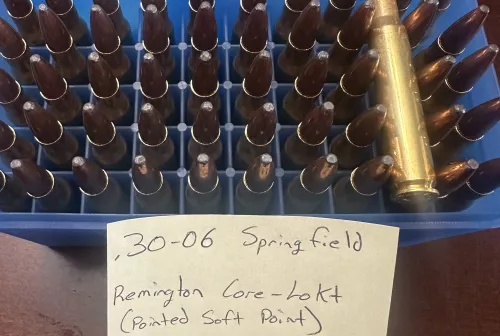 .30-06 Springfield
Remington Core-Lokt
(Pointed Soft Point)